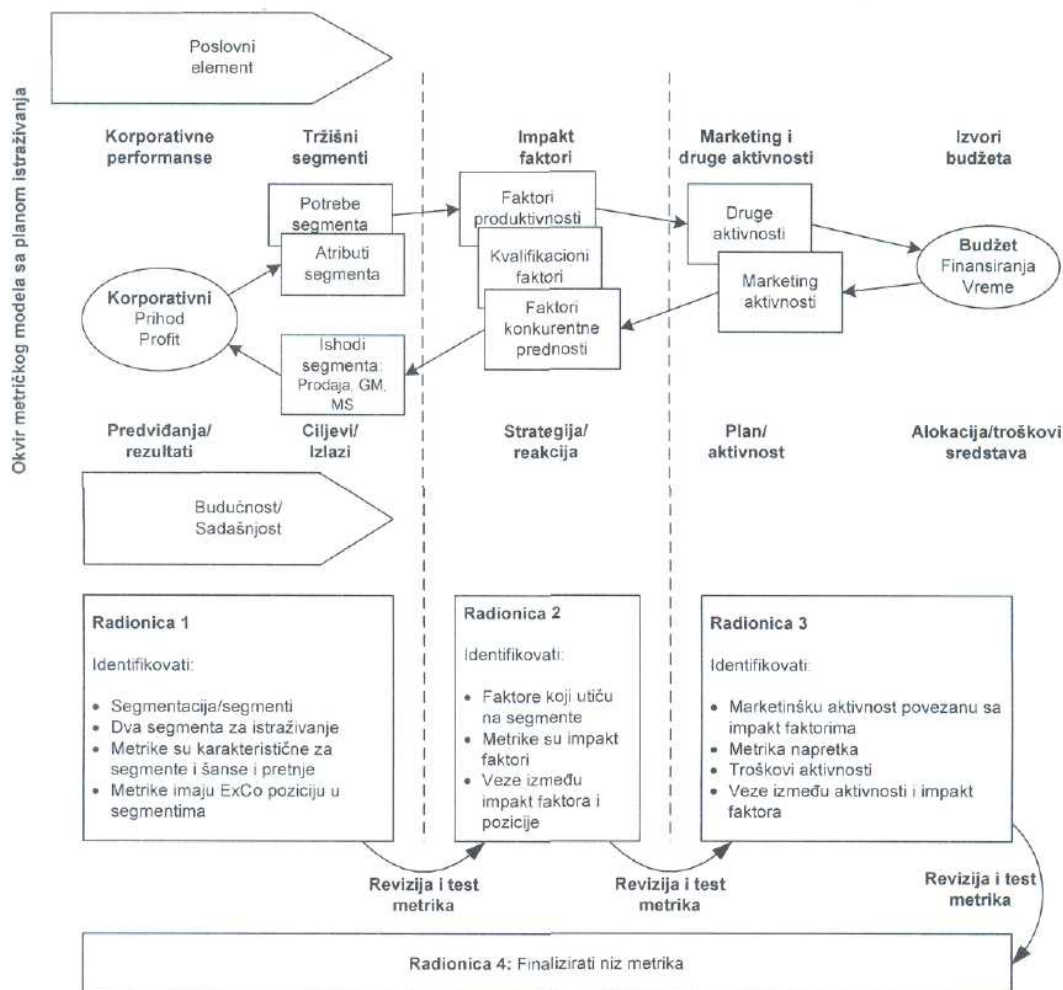 Okvir metričkog modela sa planom istraživanja
Poslovni
element
Korporativne
performanse
Tržišni
segmenti
Impakt
faktori
Marketing i
druge aktivnosti
Izvori
budžeta
Potrebe
segmenta
Atributi
segmenta
Faktori
produktivnosti
Kvalifikacioni
faktori
Faktori
konkurentne
prednosti
Druge
aktivnosti
Marketing
aktivnosti
Budžet
Finansiranja
Vreme
Korporativni
Prihod
Profit
Ishodi
segmenta:
Prodaja, GM,
MS
Predviđanja/
rezultati
Ciljevi/
Izlazi
Strategija/
reakcija
Plan/
aktivnost
Alokacija/troškovi
sredstava
Budućnost/
Sadašnjost
Radionica 1
Identifikovati:
• Segmentacija/segmenti
• Dva segmenta za istraživanje
• Metrike su karakteristične za
segmente i šanse i pretnje
• Metrike imaju ExCo poziciju u
segmentima
Radionica 2
Identifikovati:
• Faktore koji utiču
na segmente
• Metrike su impakt
faktori
• Veze između
impakt faktora i
pozicije
Radionica 3
Identifikovati:
• Marketinšku aktivnost povezanu sa
impakt faktorima
• Metrika napretka
• Troškovi aktivnosti
• Veze između aktivnosti i impakt
faktora
Revizija i test
metrika
Revizija i test
metrika
Revizija i test
metrika
Radionica 4: Finalizirati niz metrika